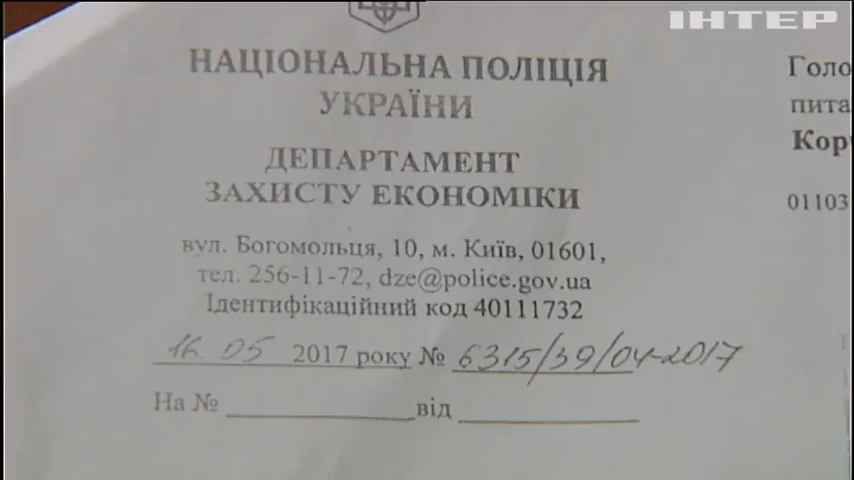 ІНТЕР
НАЦІОНАЛЬНА ПОЛІЦІЯ
УКРАЇНИ
ДЕПАРТАМЕНТ
ЗАХИСТУ ЕКОНОМІКИ
вул. Богомольця, 10, м. Київ, 01601,
тел. 256-11-72, dze@police.gov.ua
Ідентифікаційний код 40111732
16. 05 2017 року № 6315/39/04-2017
На № від
01103